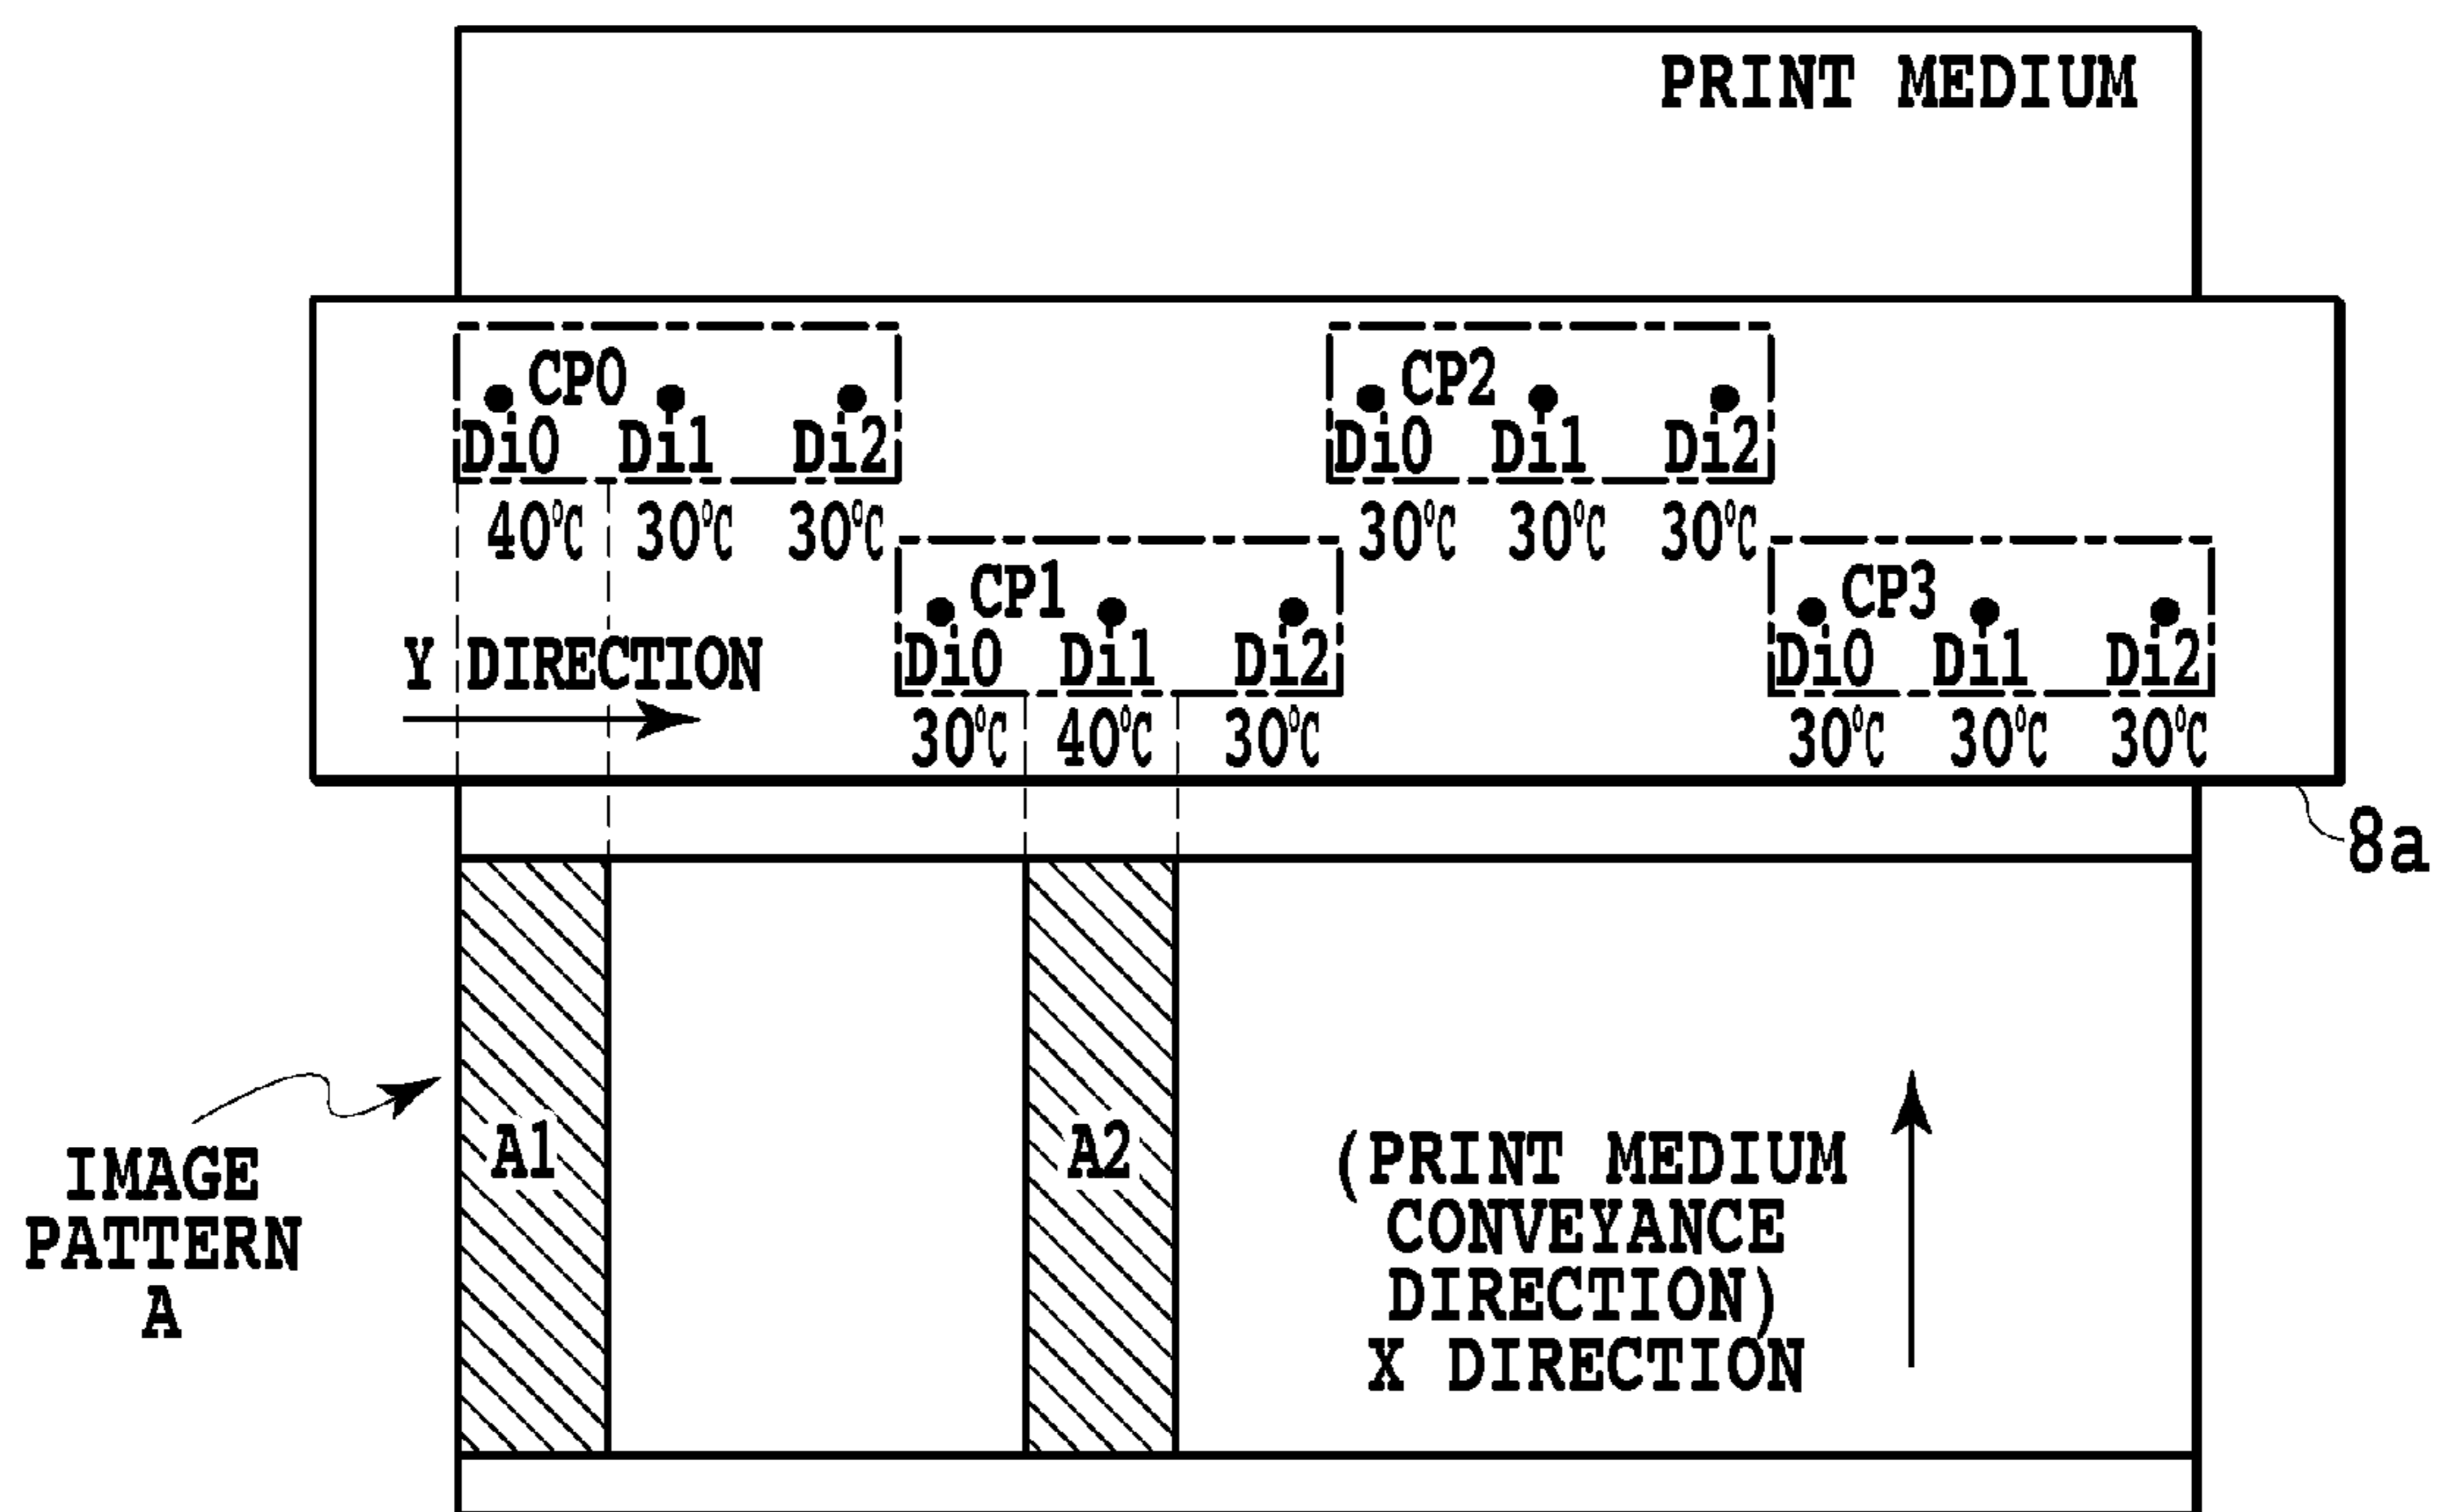 PRINT MEDIUM
CP0
Di0 Di1 Di2
40°C 30°C 30°C
CP2
Di0 Di1 Di2
30°C 30°C 30°C
CP1
Di0 Di1 Di2
30°C 40°C 30°C
CP3
Di0 Di1 Di2
30°C 30°C 30°C
Y DIRECTION
8a
IMAGE
PATTERN
A
A1
A2
(PRINT MEDIUM
CONVEYANCE
DIRECTION)
X DIRECTION